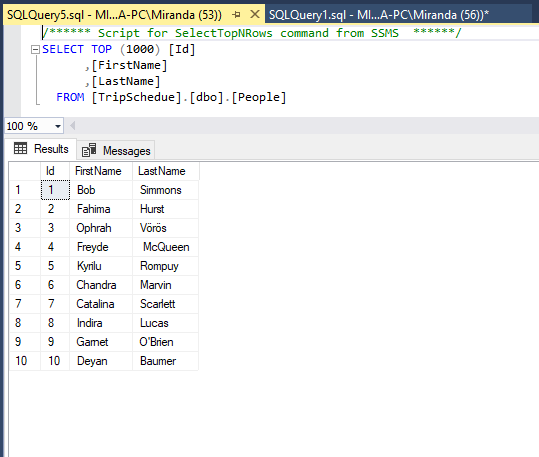 SQLQuery5.sql - MI...A-PC\Miranda (53)) SQLQuery1.sql - MI...A-PC\Miranda (56))*
/****** Script for SelectTopNRows command from SSMS  ******/
SELECT TOP (1000) [Id]
,[FirstName]
,[LastName]
FROM [TripSchedue].[dbo].[People]
100 %
Results Messages
Id FirstName LastName
1 1 Bob Simmons
2 2 Fahima Hurst
3 3 Ophrah Vörös
4 4 Freyde McQueen
5 5 Kyrilu Rompuy
6 6 Chandra Marvin
7 7 Catalina Scarlett
8 8 Indira Lucas
9 9 Garnet O'Brien
10 10 Deyan Baumer